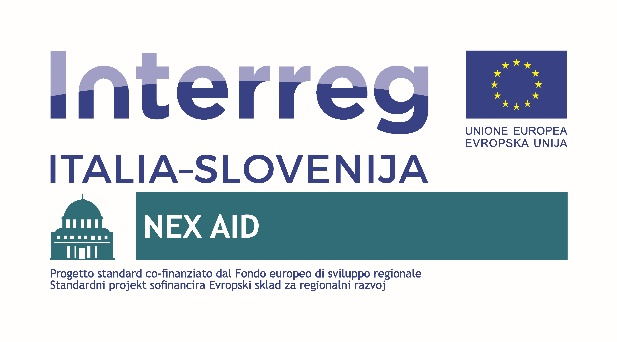 Interreg
UNIONE EUROPEA
EVROPSKA UNIJA
ITALIA–SLOVENIJA
NEX AID
Progetto standard co-finanziato dal Fondo europeo di sviluppo regionale
Standardni projekt sofinancira Evropski sklad za regionalni razvoj